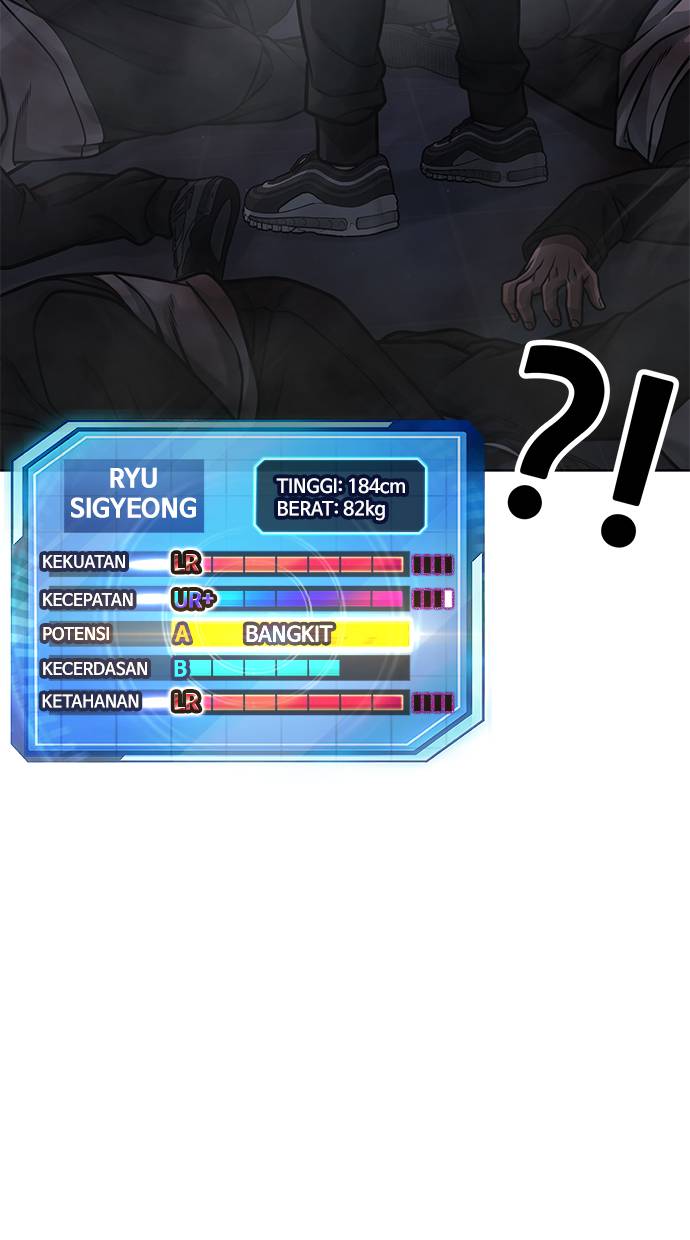 ?!
RYU
SIGYEONG
TINGGI: 184cm
BERAT: 82kg
KEKUATAN LR
KECEPATAN UR+
POTENSI A BANGKIT
KECERDASAN B
KETAHANAN LR